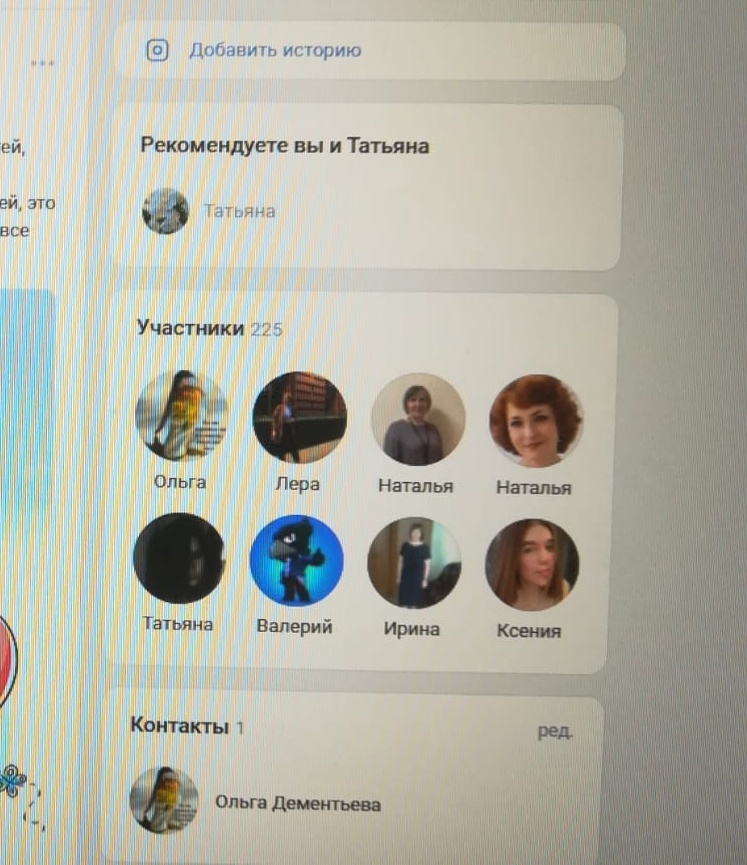 ей,
ей, это
все
Добавить историю
Рекомендуете вы и Татьяна
Татьяна
Участники 225
Ольга Лера Наталья Наталья
Татьяна Валерий Ирина Ксения
Контакты 1 ред.
Ольга Дементьева